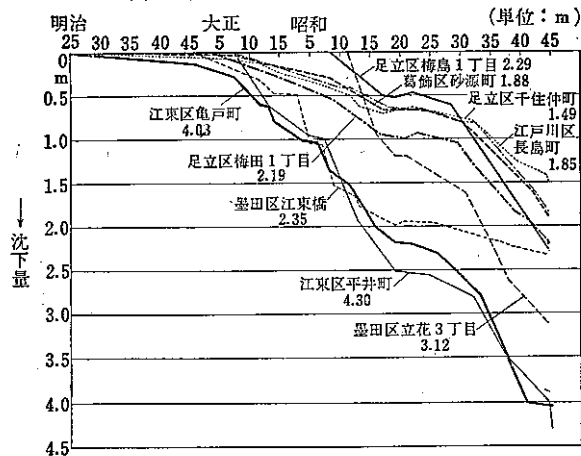 明治 大正 昭和 (単位：m)
25 30 35 40 45 5 10 5 10 15 20 25 30 35 40 45
0
m
0.5
1.0
1.5
2.0
2.5
3.0
3.5
4.0
4.5
↓沈下量
足立区梅島1丁目 2.29
葛飾区砂源町
1.88
足立区千住仲町
1.49
江戸川区
長島町
1.85
江東区亀戸町
4.03
足立区梅田1丁目
2.19
墨田区江東橋
2.35
江東区平井町
4.30
墨田区立花3丁目
3.12